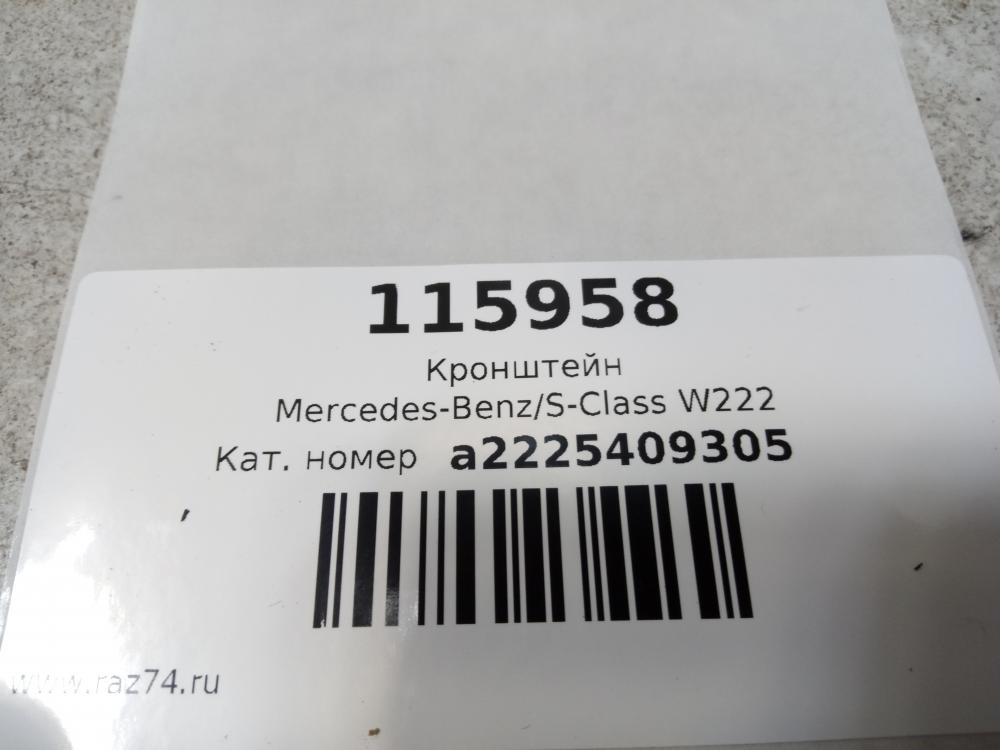 115958
Кронштейн
Mercedes-Benz/S-Class W222
Кат. номер a2225409305
www.raz74.ru